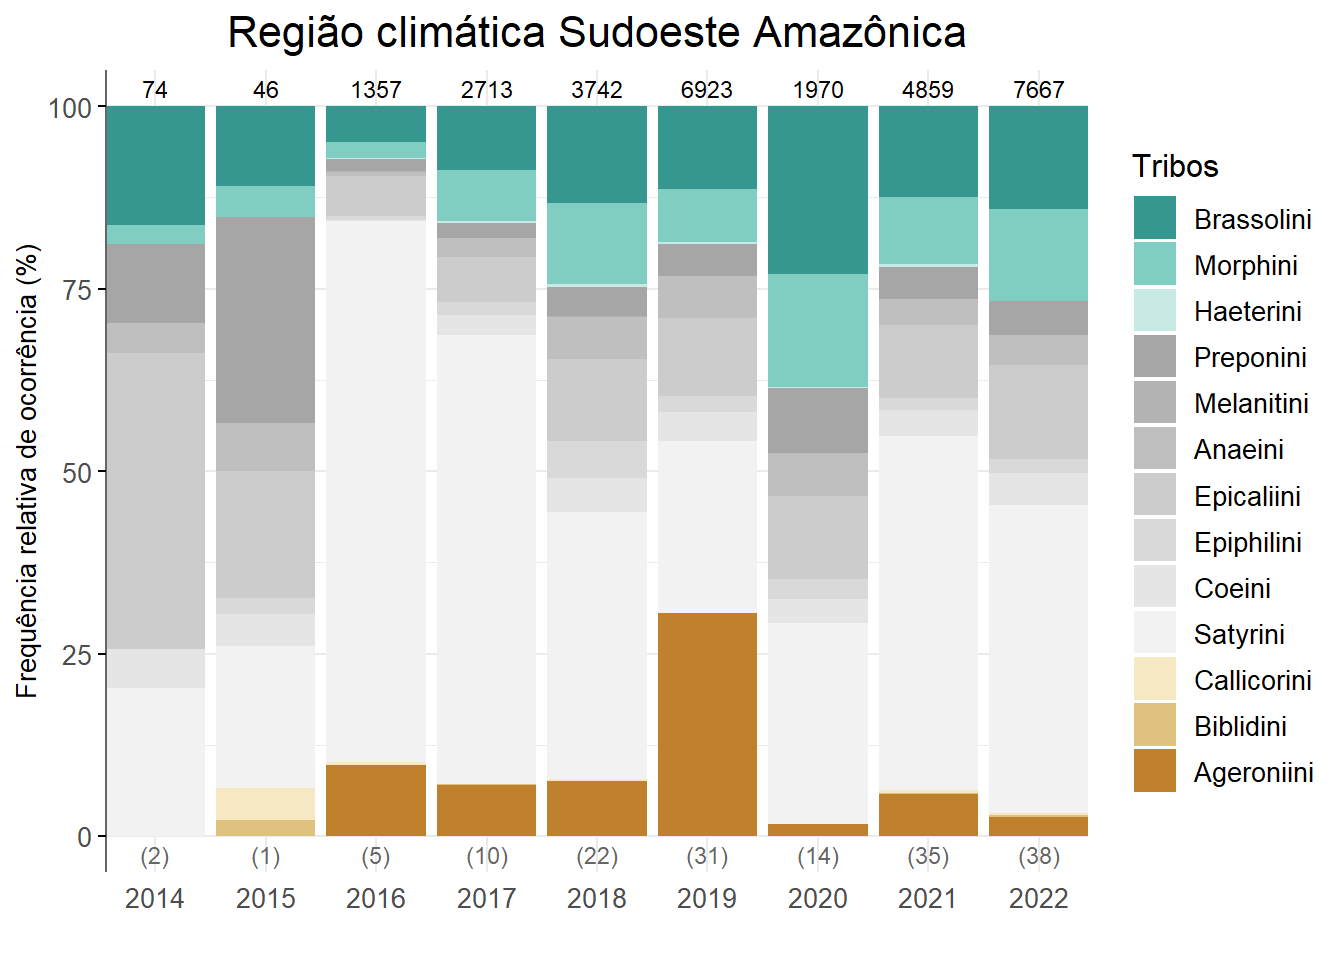 Região climática Sudoeste Amazônica
74 46 1357 2713 3742 6923 1970 4859 7667
100
75
50
25
0
Frequência relativa de ocorrência (%)
(2) (1) (5) (10) (22) (31) (14) (35) (38)
2014 2015 2016 2017 2018 2019 2020 2021 2022
Tribos
Brassolini
Morphini
Haeterini
Preponini
Melanitini
Anaeini
Epicaliini
Epiphilini
Coeini
Satyrini
Callicorini
Biblidini
Ageroniini